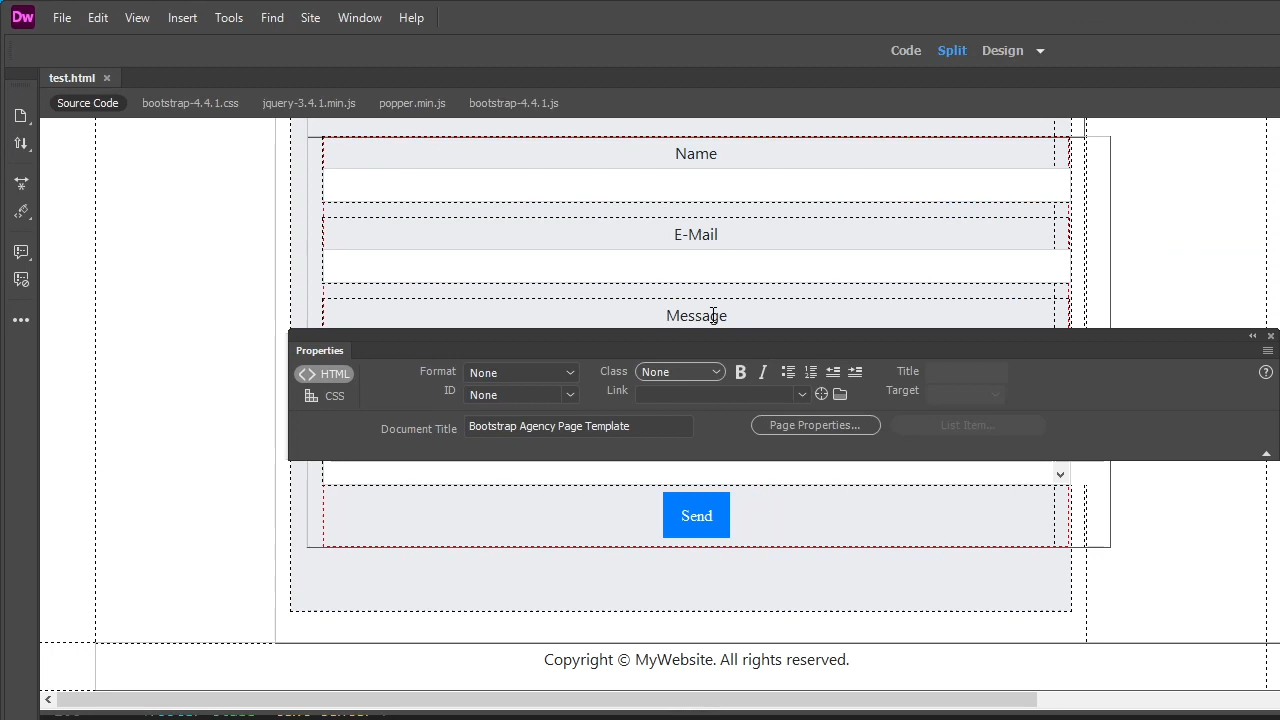 Dw File Edit View Insert Tools Find Site Window Help
Code Split Design
test.html
Source Code bootstrap-4.4.1.css jquery-3.4.1.min.js popper.min.js bootstrap-4.4.1.js
Name
E-Mail
Message
Properties
HTML Format None Class None B I Title
CSS ID None Link Target
Document Title Bootstrap Agency Page Template Page Properties... List Item...
Send
Copyright © MyWebsite. All rights reserved.